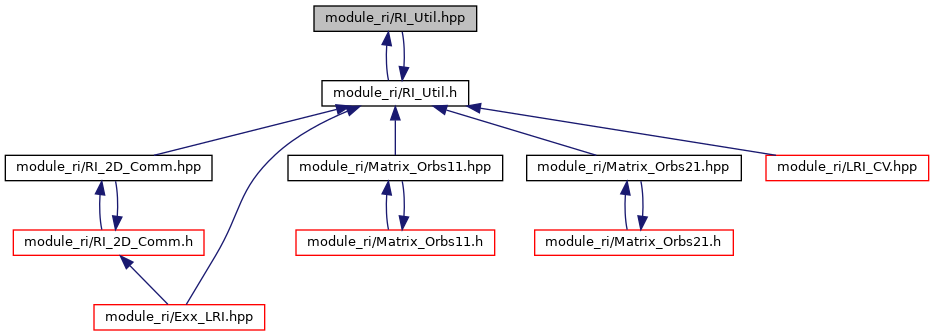 module_ri/RI_Util.hpp
module_ri/RI_Util.h
module_ri/RI_2D_Comm.hpp
module_ri/Matrix_Orbs11.hpp
module_ri/Matrix_Orbs21.hpp
module_ri/LRI_CV.hpp
module_ri/RI_2D_Comm.h
module_ri/Matrix_Orbs11.h
module_ri/Matrix_Orbs21.h
module_ri/Exx_LRI.hpp